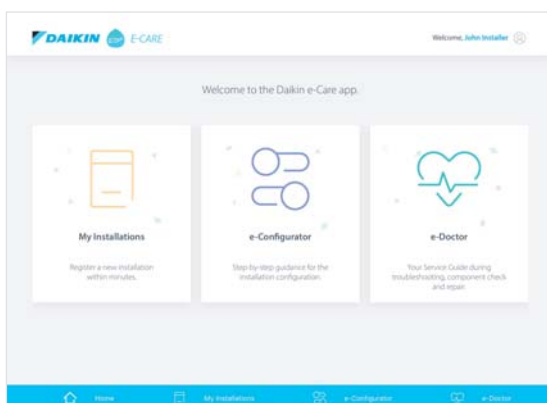 DAIKIN E-CARE
Welcome, John Installer
Welcome to the Daikin e-Care app.
My Installations
Register a new installation
within minutes.
e-Configurator
Step-by-step guidance for the
installation configuration.
e-Doctor
Your Service Guide during
troubleshooting, component check
and repair.
Home My Installations e-Configurator e-Doctor